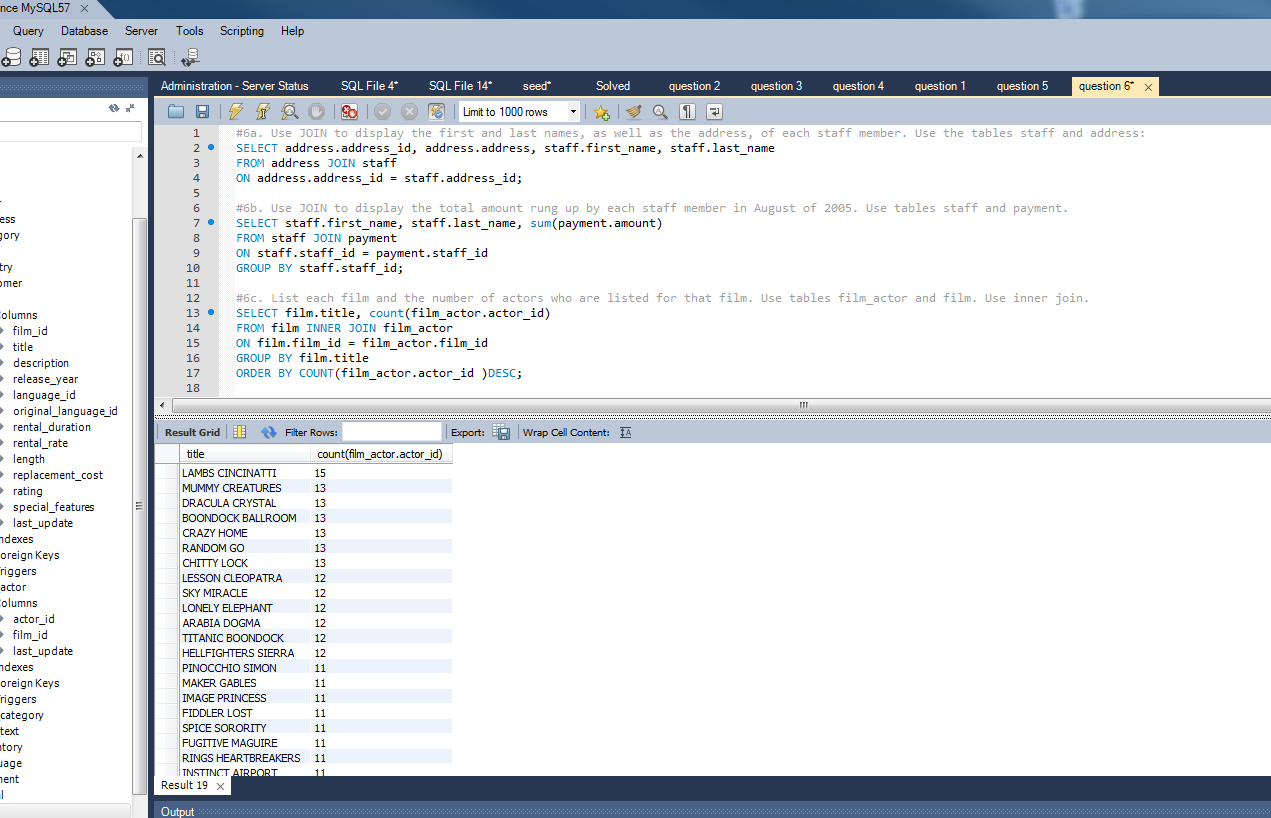 nce MySQL57
Query Database Server Tools Scripting Help
Administration - Server Status SQL File 4* SQL File 14* seed* Solved question 2 question 3 question 4 question 1 question 5 question 6*
Limit to 1000 rows
1 #6a. Use JOIN to display the first and last names, as well as the address, of each staff member. Use the tables staff and address:
2 SELECT address.address_id, address.address, staff.first_name, staff.last_name
3 FROM address JOIN staff
4 ON address.address_id = staff.address_id;
5
6 #6b. Use JOIN to display the total amount rung up by each staff member in August of 2005. Use tables staff and payment.
7 SELECT staff.first_name, staff.last_name, sum(payment.amount)
8 FROM staff JOIN payment
9 ON staff.staff_id = payment.staff_id
10 GROUP BY staff.staff_id;
11
12 #6c. List each film and the number of actors who are listed for that film. Use tables film_actor and film. Use inner join.
13 SELECT film.title, count(film_actor.actor_id)
14 FROM film INNER JOIN film_actor
15 ON film.film_id = film_actor.film_id
16 GROUP BY film.title
17 ORDER BY COUNT(film_actor.actor_id )DESC;
18
ess
gory
try
omer
Columns
film_id
title
description
release_year
language_id
original_language_id
rental_duration
rental_rate
length
replacement_cost
rating
special_features
last_update
ndexes
oreign Keys
riggers
actor
Columns
actor_id
film_id
last_update
ndexes
oreign Keys
riggers
category
text
ntory
uage
ment
l
Result Grid Filter Rows: Export: Wrap Cell Content:
title count(film_actor.actor_id)
LAMBS CINCINATTI 15
MUMMY CREATURES 13
DRACULA CRYSTAL 13
BOONDOCK BALLROOM 13
CRAZY HOME 13
RANDOM GO 13
CHITTY LOCK 13
LESSON CLEOPATRA 12
SKY MIRACLE 12
LONELY ELEPHANT 12
ARABIA DOGMA 12
TITANIC BOONDOCK 12
HELLFIGHTERS SIERRA 12
PINOCCHIO SIMON 11
MAKER GABLES 11
IMAGE PRINCESS 11
FIDDLER LOST 11
SPICE SORORITY 11
FUGITIVE MAGUIRE 11
RINGS HEARTBREAKERS 11
INSTINCT AIRPORT 11
Result 19
Output